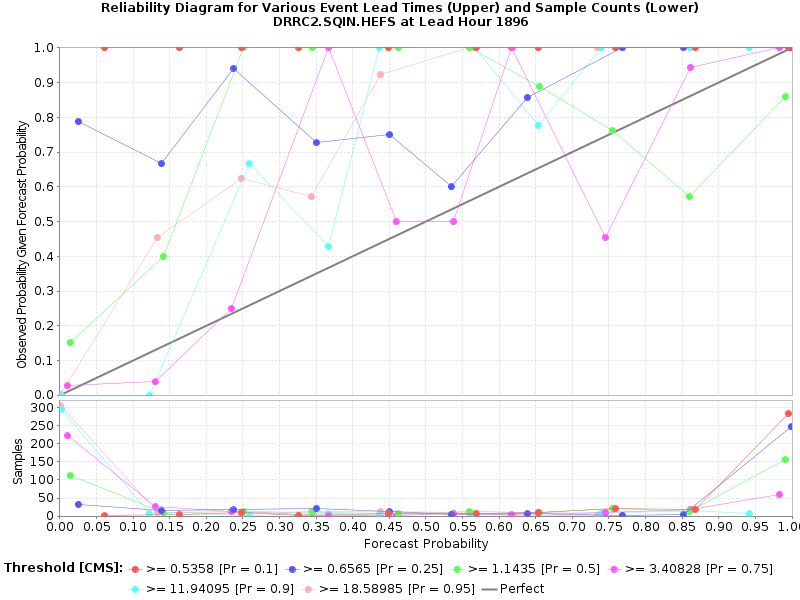 Reliability Diagram for Various Event Lead Times (Upper) and Sample Counts (Lower)
DRRC2.SQIN.HEFS at Lead Hour 1896
Observed Probability Given Forecast Probability
1.0
0.9
0.8
0.7
0.6
0.5
0.4
0.3
0.2
0.1
0.0
Samples
300
250
200
150
100
50
0
0.00 0.05 0.10 0.15 0.20 0.25 0.30 0.35 0.40 0.45 0.50 0.55 0.60 0.65 0.70 0.75 0.80 0.85 0.90 0.95 1.00
Forecast Probability
Threshold [CMS]: >= 0.5358 [Pr = 0.1] >= 0.6565 [Pr = 0.25] >= 1.1435 [Pr = 0.5] >= 3.40828 [Pr = 0.75]
>= 11.94095 [Pr = 0.9] >= 18.58985 [Pr = 0.95] Perfect